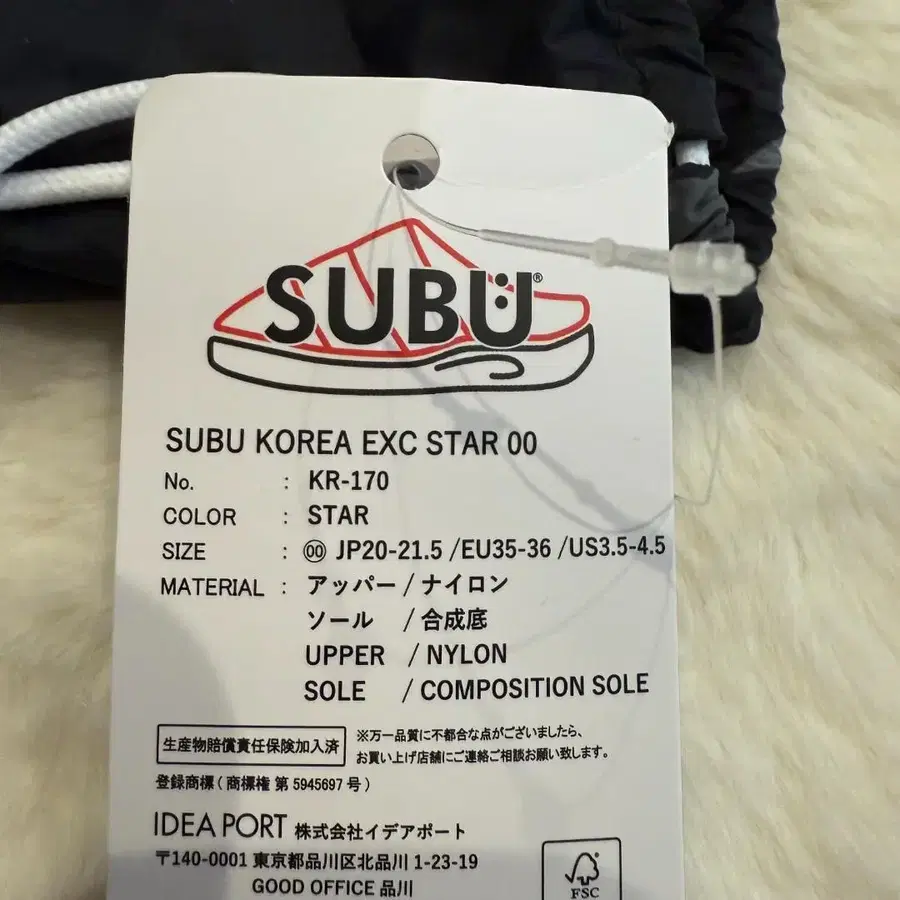 SUBÜ®
SUBU KOREA EXC STAR 00
No. : KR-170
COLOR : STAR
SIZE : ⓪⓪ JP20-21.5 /EU35-36 /US3.5-4.5
MATERIAL : アッパー / ナイロン
ソール / 合成底
UPPER / NYLON
SOLE / COMPOSITION SOLE
生産物賠償責任保険加入済
※万一品質に不都合な点がございましたら、
お買い上げ店舗にご連絡ご相談お願い致します。
登録商標 ( 商標権 第 5945697 号 )
IDEA PORT 株式会社イデアポート
〒140-0001 東京都品川区北品川 1-23-19
GOOD OFFICE 品川
FSC